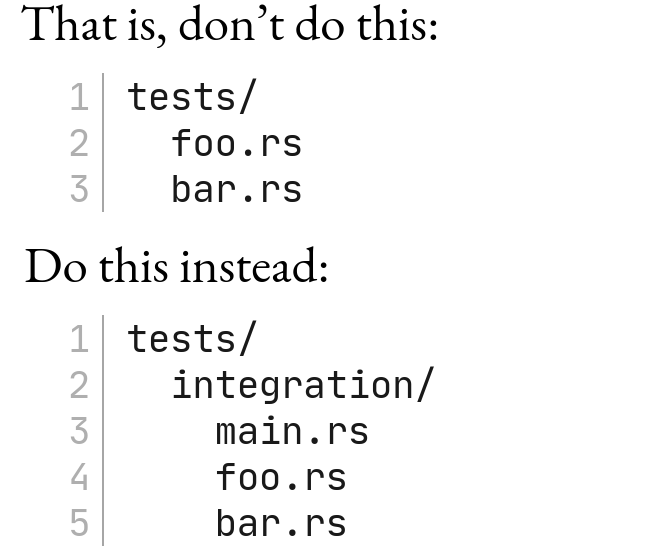 That is, don’t do this:
1 tests/
2   foo.rs
3   bar.rs
Do this instead:
1 tests/
2   integration/
3     main.rs
4     foo.rs
5     bar.rs